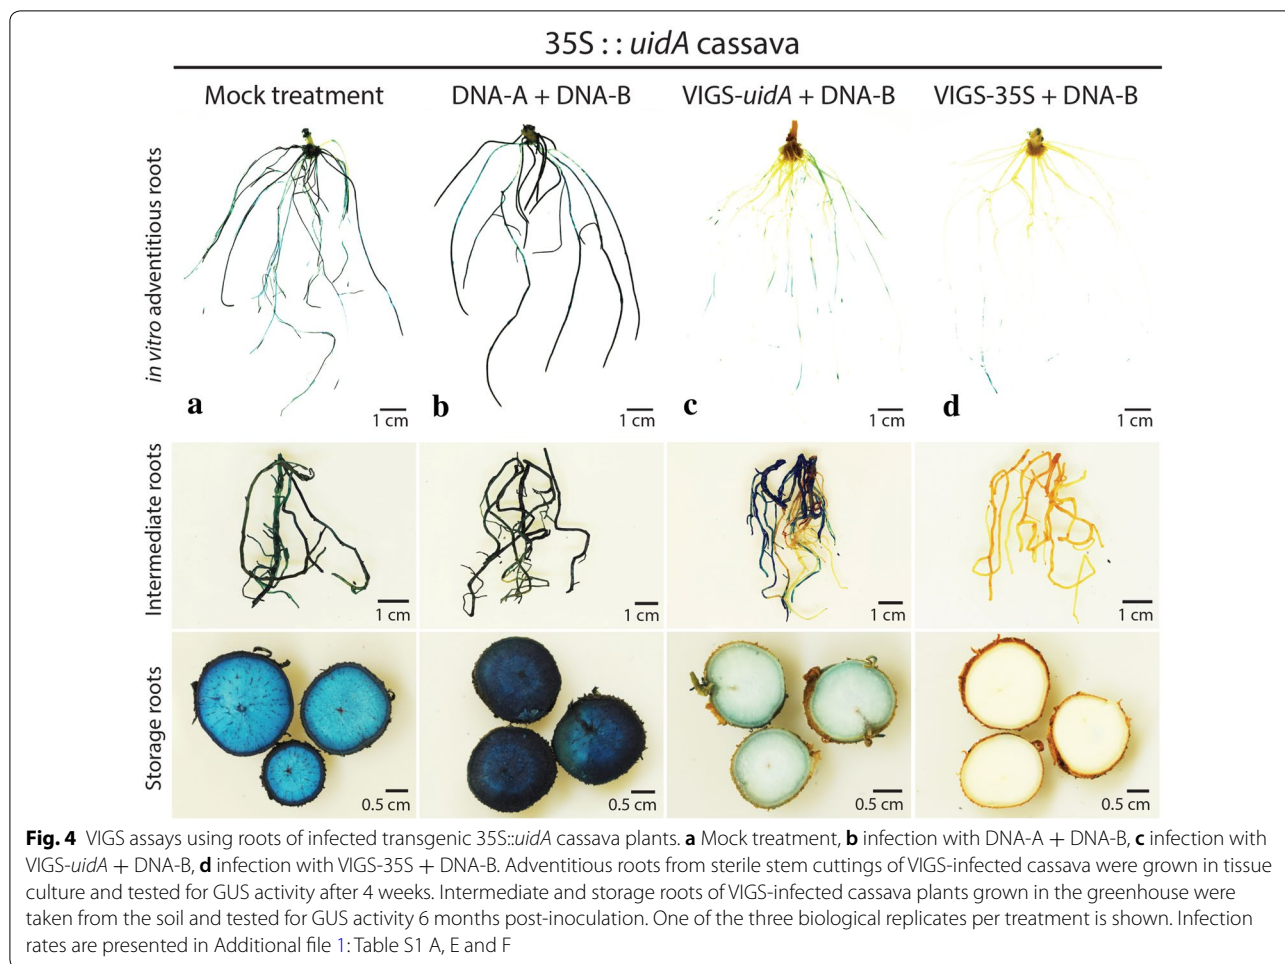 35S::uidA cassava
Mock treatment
DNA-A + DNA-B
VIGS-uidA + DNA-B
VIGS-35S + DNA-B
in vitro adventitious roots
a
1 cm
b
1 cm
c
1 cm
d
1 cm
Intermediate roots
1 cm
1 cm
1 cm
1 cm
Storage roots
0.5 cm
0.5 cm
0.5 cm
0.5 cm
Fig. 4 VIGS assays using roots of infected transgenic 35S::uidA cassava plants. a Mock treatment, b infection with DNA-A + DNA-B, c infection with
VIGS-uidA + DNA-B, d infection with VIGS-35S + DNA-B. Adventitious roots from sterile stem cuttings of VIGS-infected cassava were grown in tissue
culture and tested for GUS activity after 4 weeks. Intermediate and storage roots of VIGS-infected cassava plants grown in the greenhouse were
taken from the soil and tested for GUS activity 6 months post-inoculation. One of the three biological replicates per treatment is shown. Infection
rates are presented in Additional file 1: Table S1 A, E and F